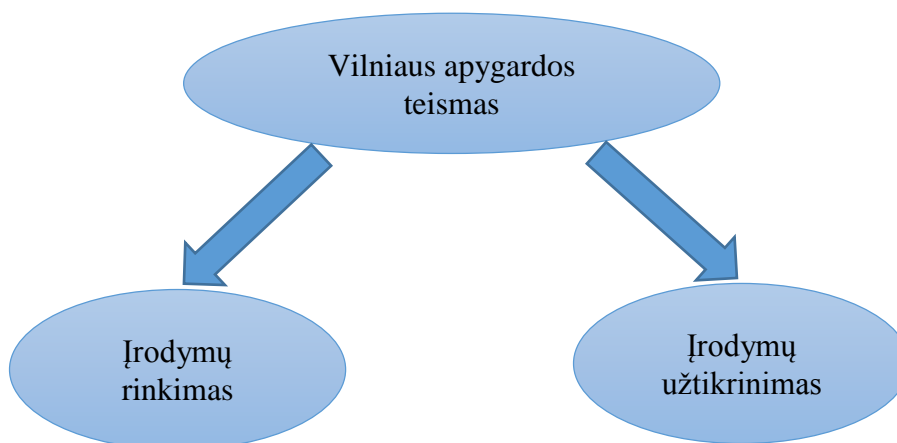 Vilniaus apygardos
teismas
Įrodymų
rinkimas
Įrodymų
užtikrinimas